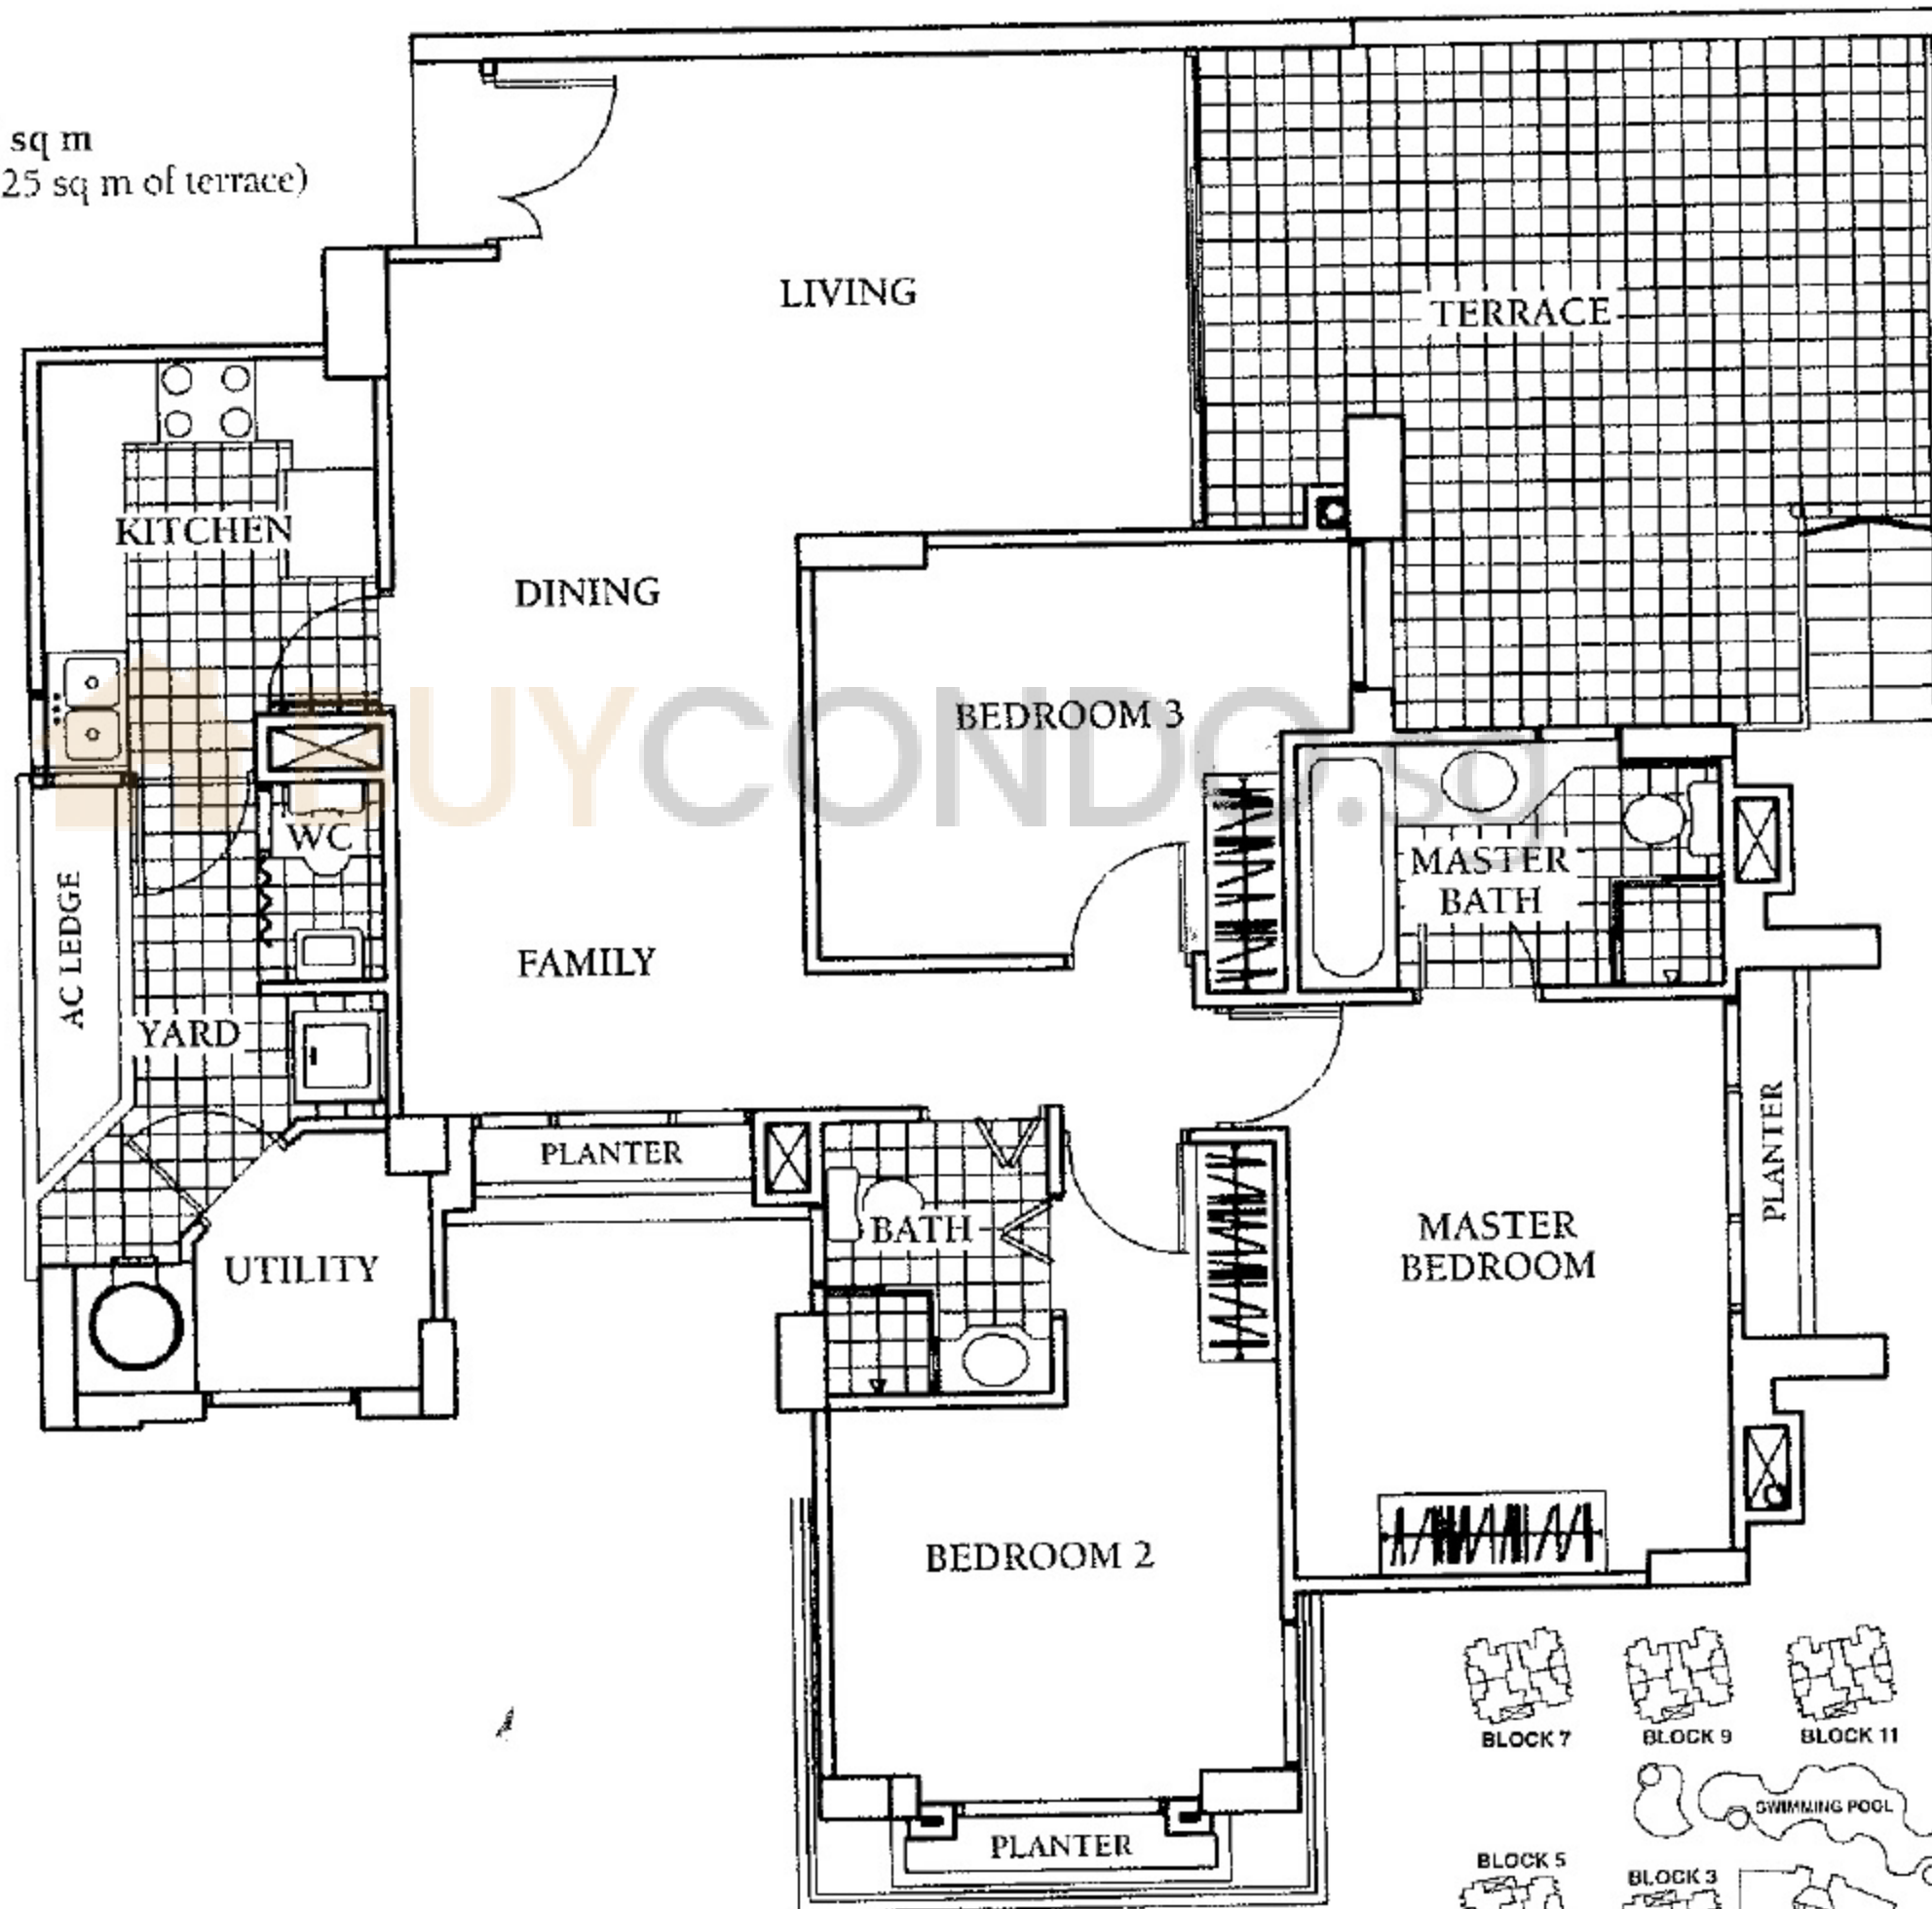 sq m
25 sq m of terrace)
LIVING
TERRACE
KITCHEN
DINING
BEDROOM 3
BUYCONDO.sg
WC
MASTER
BATH
AC LEDGE
FAMILY
YARD
PLANTER
PLANTER
BATH
MASTER
BEDROOM
UTILITY
BEDROOM 2
BLOCK 7
BLOCK 9
BLOCK 11
SWIMMING POOL
PLANTER
BLOCK 5
BLOCK 3